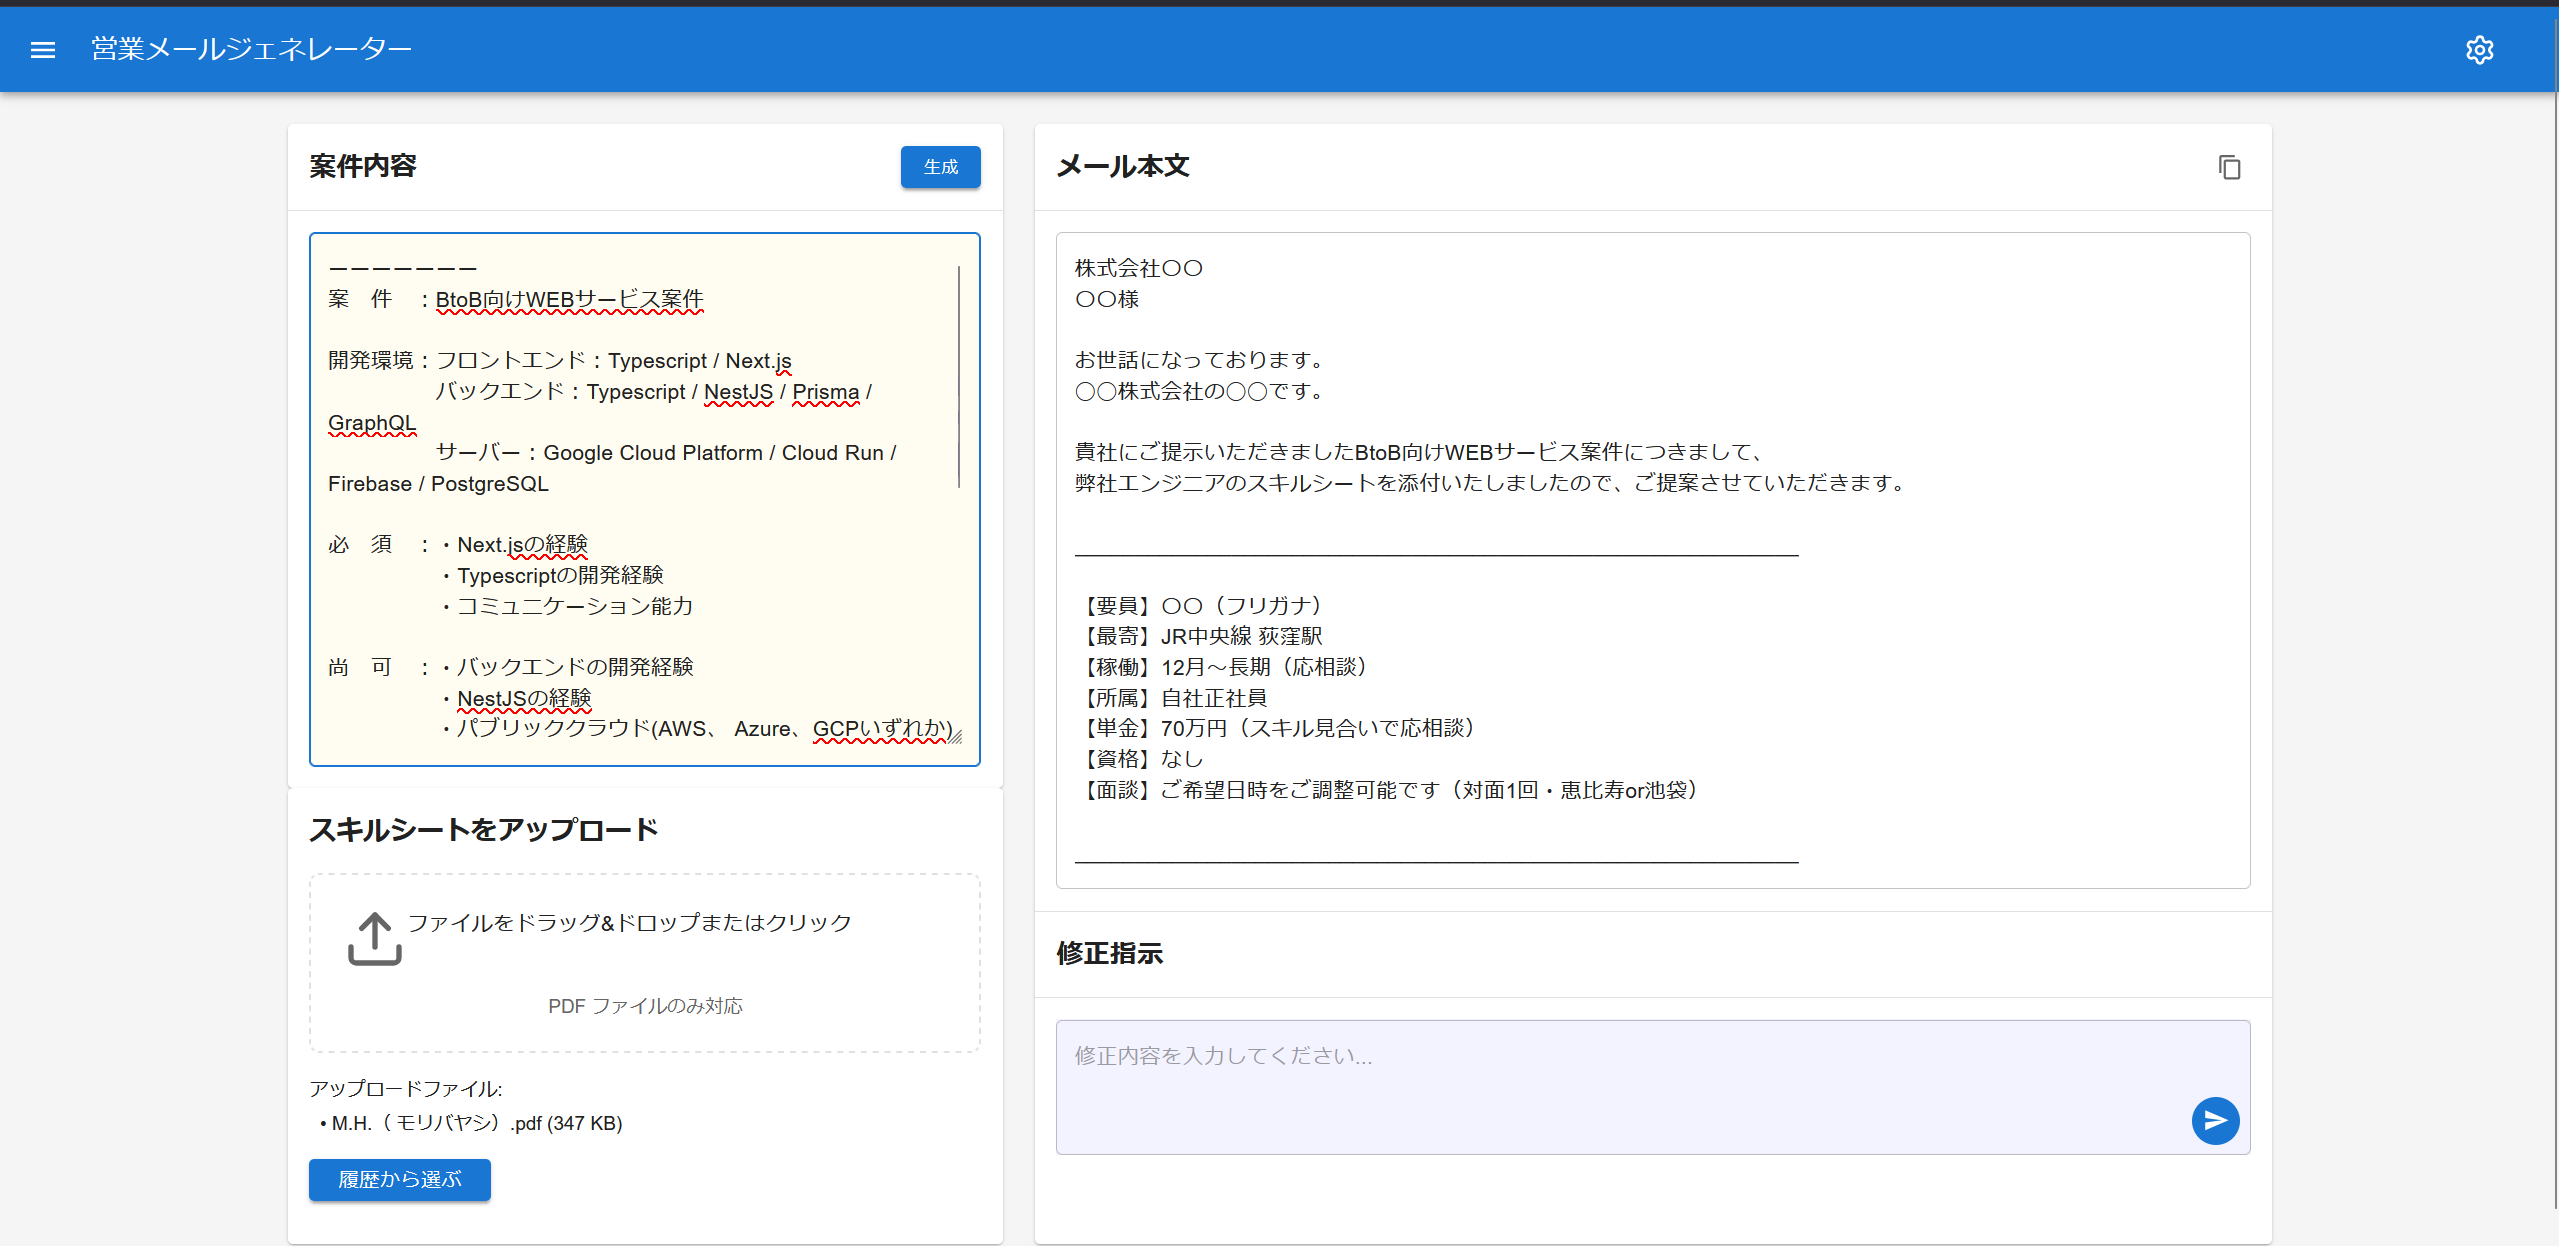 営業メールジェネレーター
案件内容
生成
ーーーーーーー
案　件　：BtoB向けWEBサービス案件
開発環境：フロントエンド：Typescript / Next.js
バックエンド：Typescript / NestJS / Prisma /
GraphQL
サーバー：Google Cloud Platform / Cloud Run /
Firebase / PostgreSQL
必　須　：・Next.jsの経験
・Typescriptの開発経験
・コミュニケーション能力
尚　可　：・バックエンドの開発経験
・NestJSの経験
・パブリッククラウド(AWS、 Azure、GCPいずれか)
スキルシートをアップロード
ファイルをドラッグ&ドロップまたはクリック
PDF ファイルのみ対応
アップロードファイル:
• M.H.（ モリバヤシ）.pdf (347 KB)
履歴から選ぶ
メール本文
株式会社〇〇
〇〇様
お世話になっております。
◯◯株式会社の◯◯です。
貴社にご提示いただきましたBtoB向けWEBサービス案件につきまして、
弊社エンジニアのスキルシートを添付いたしましたので、ご提案させていただきます。
【要員】〇〇（フリガナ）
【最寄】JR中央線 荻窪駅
【稼働】12月〜長期（応相談）
【所属】自社正社員
【単金】70万円（スキル見合いで応相談）
【資格】なし
【面談】ご希望日時をご調整可能です（対面1回・恵比寿or池袋）
修正指示
修正内容を入力してください...